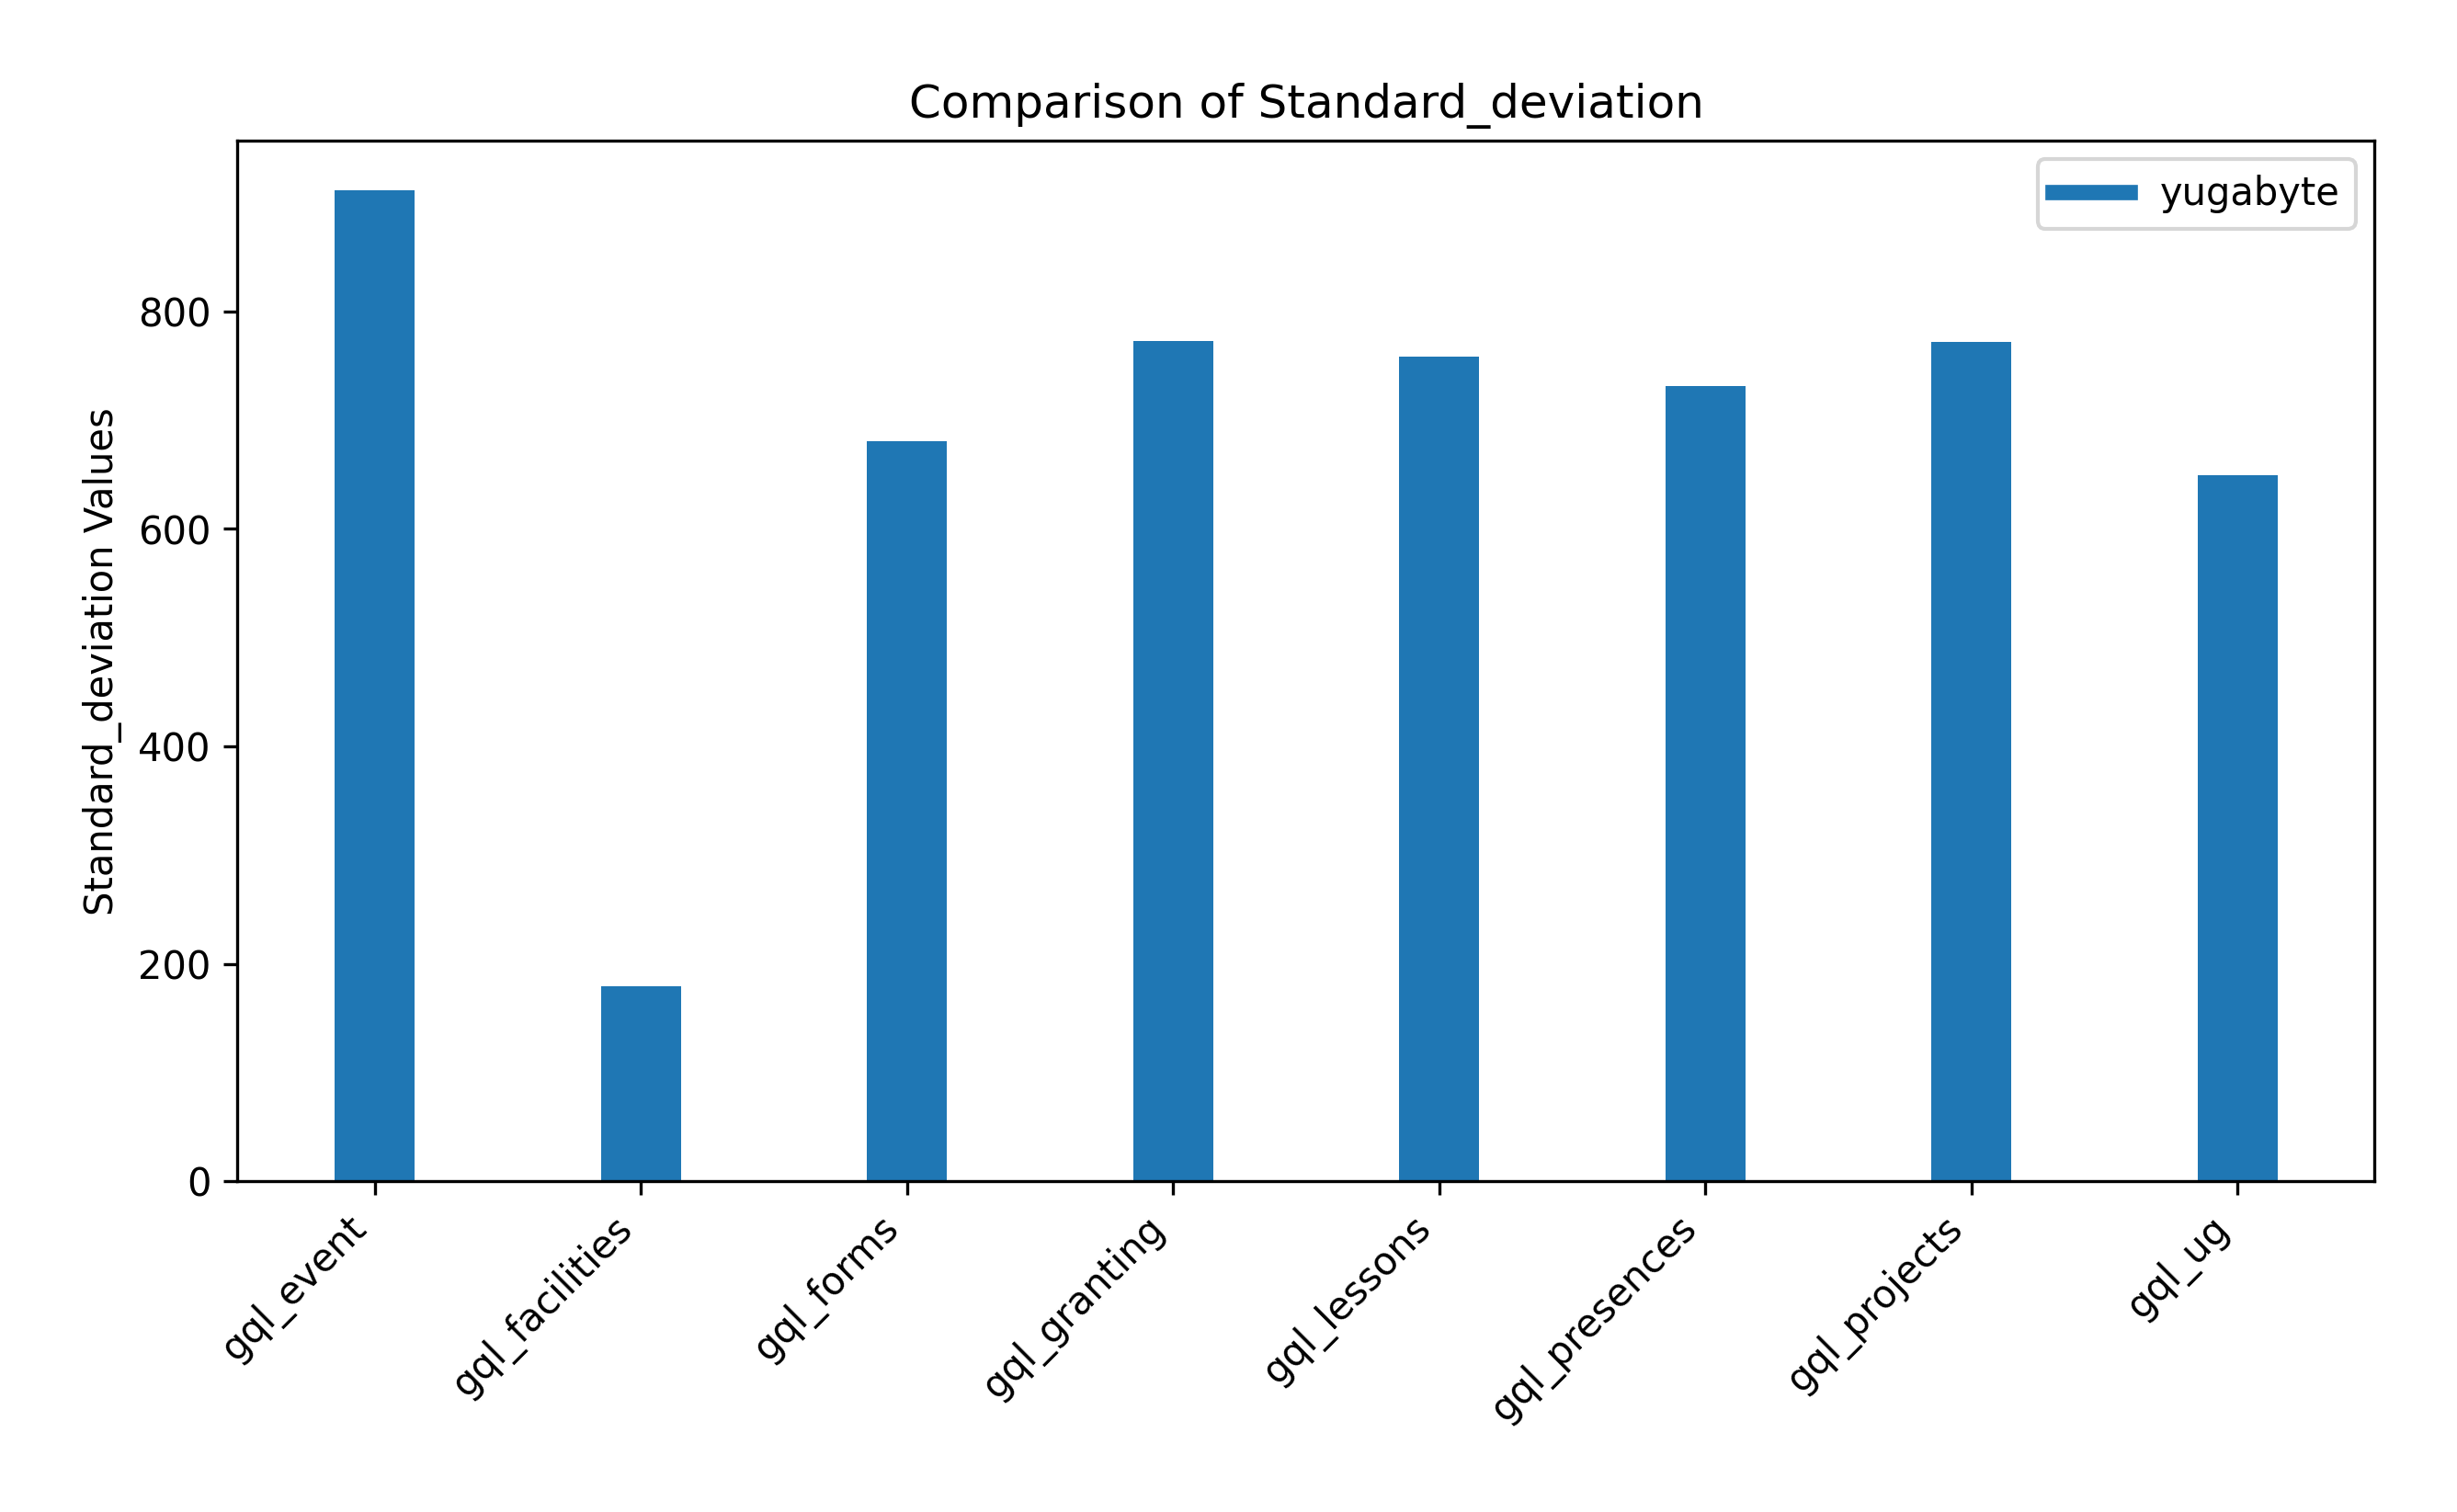 Comparison of Standard_deviation
yugabyte
Standard_deviation Values
800
600
400
200
0
gql_event
gql_facilities
gql_forms
gql_granting
gql_lessons
gql_presences
gql_projects
gql_ug